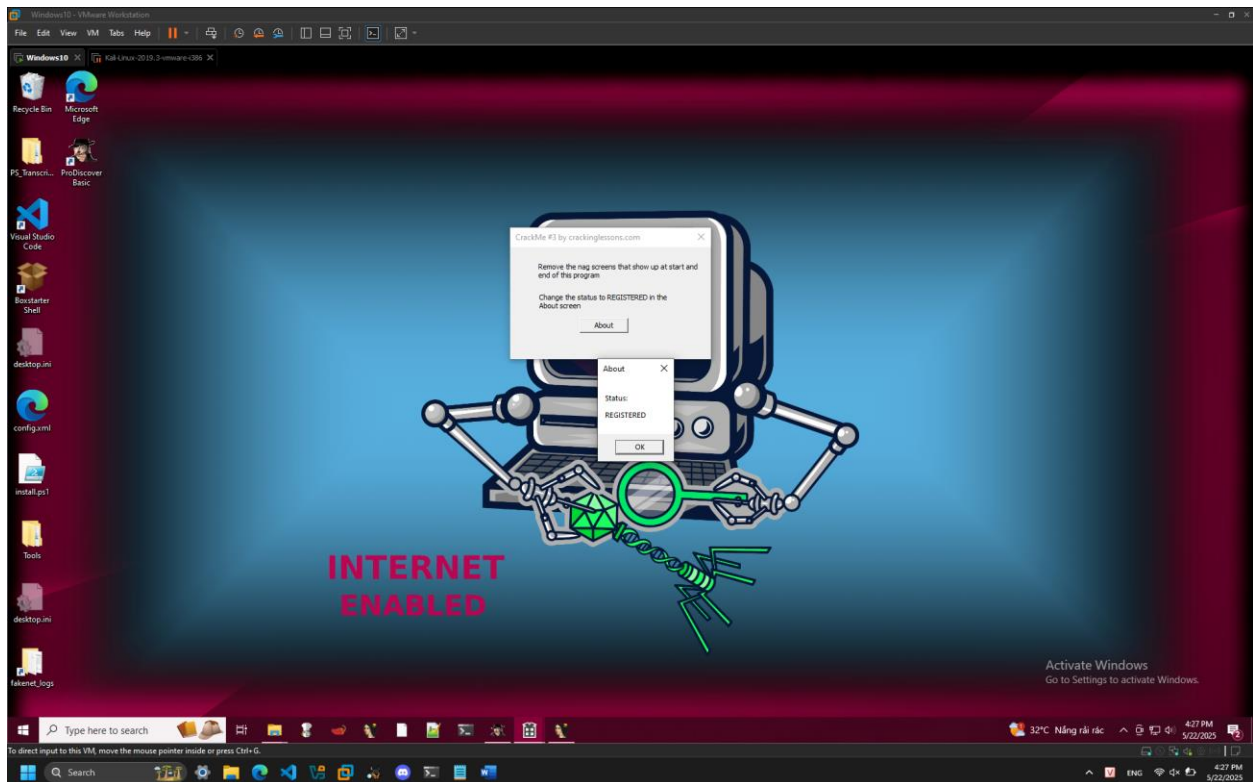 Windows10 - VMware Workstation
File Edit View VM Tabs Help
Windows10
Kali-Linux-2019.3-vmware-i386
Recycle Bin
Microsoft
Edge
PS_Transcri...
ProDiscover
Basic
Visual Studio
Code
Boxstarter
Shell
desktop.ini
config.xml
install.ps1
Tools
desktop.ini
fakenet_logs
CrackMe #3 by crackinglessons.com
Remove the nag screens that show up at start and
end of this program
Change the status to REGISTERED in the
About screen
About
About
Status:
REGISTERED
OK
INTERNET
ENABLED
Activate Windows
Go to Settings to activate Windows.
Type here to search
32°C Nắng rải rác
4:27 PM
5/22/2025
To direct input to this VM, move the mouse pointer inside or press Ctrl+G.
Search
ENG
4:27 PM
5/22/2025